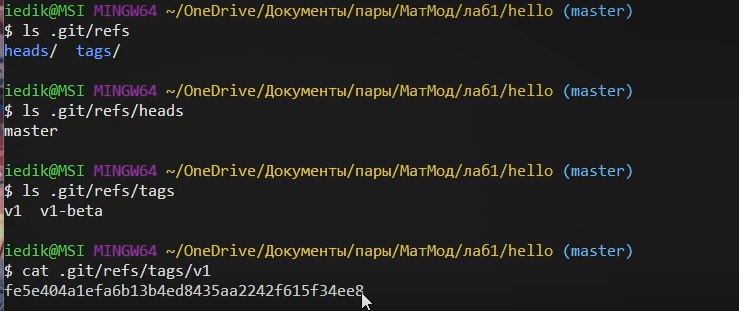 iedik@MSI MINGW64 ~/OneDrive/Документы/пары/МатМод/ла61/hello (master)
$ ls .git/refs
heads/  tags/
iedik@MSI MINGW64 ~/OneDrive/Документы/пары/МатМод/ла61/hello (master)
$ ls .git/refs/heads
master
iedik@MSI MINGW64 ~/OneDrive/Документы/пары/МатМод/ла61/hello (master)
$ ls .git/refs/tags
v1  v1-beta
iedik@MSI MINGW64 ~/OneDrive/Документы/пары/МатМод/ла61/hello (master)
$ cat .git/refs/tags/v1
fe5e404a1efa6b13b4ed8435aa2242f615f34ee8